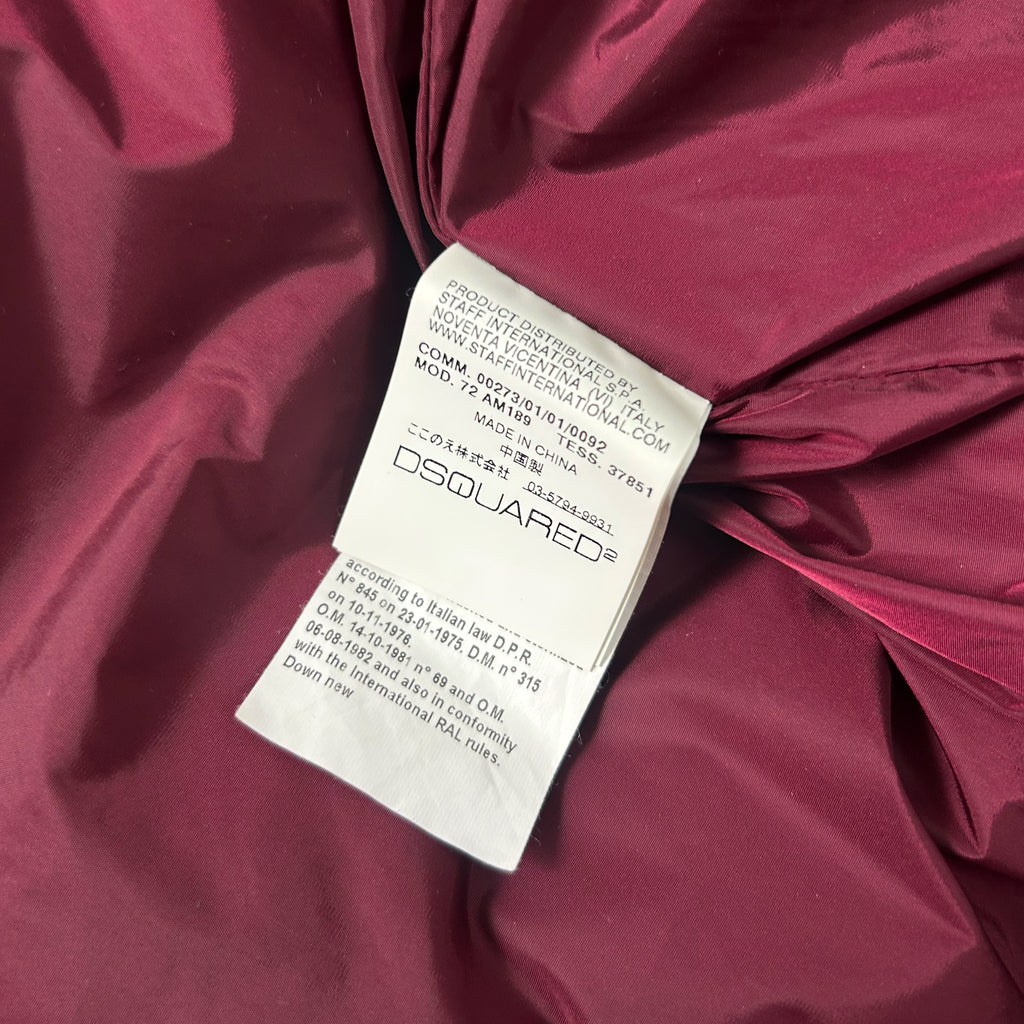 PRODUCT DISTRIBUTED BY
STAFF INTERNATIONAL S.P.A.
NOVENTA VICENTINA (VI) ITALY
WWW.STAFFINTERNATIONAL.COM
COMM. 00273/01/01/0092
MOD. 72 AM189 TESS. 37851
MADE IN CHINA
中国製
ここのえ株式会社 03-5794-9931
DSQUARED2
according to Italian law D.P.R.
N° 845 on 23-01-1975, D.M. n° 315
on 10-11-1976.
O.M. 14-10-1981 n° 69 and O.M.
06-08-1982 and also in conformity
with the International RAL rules.
Down new